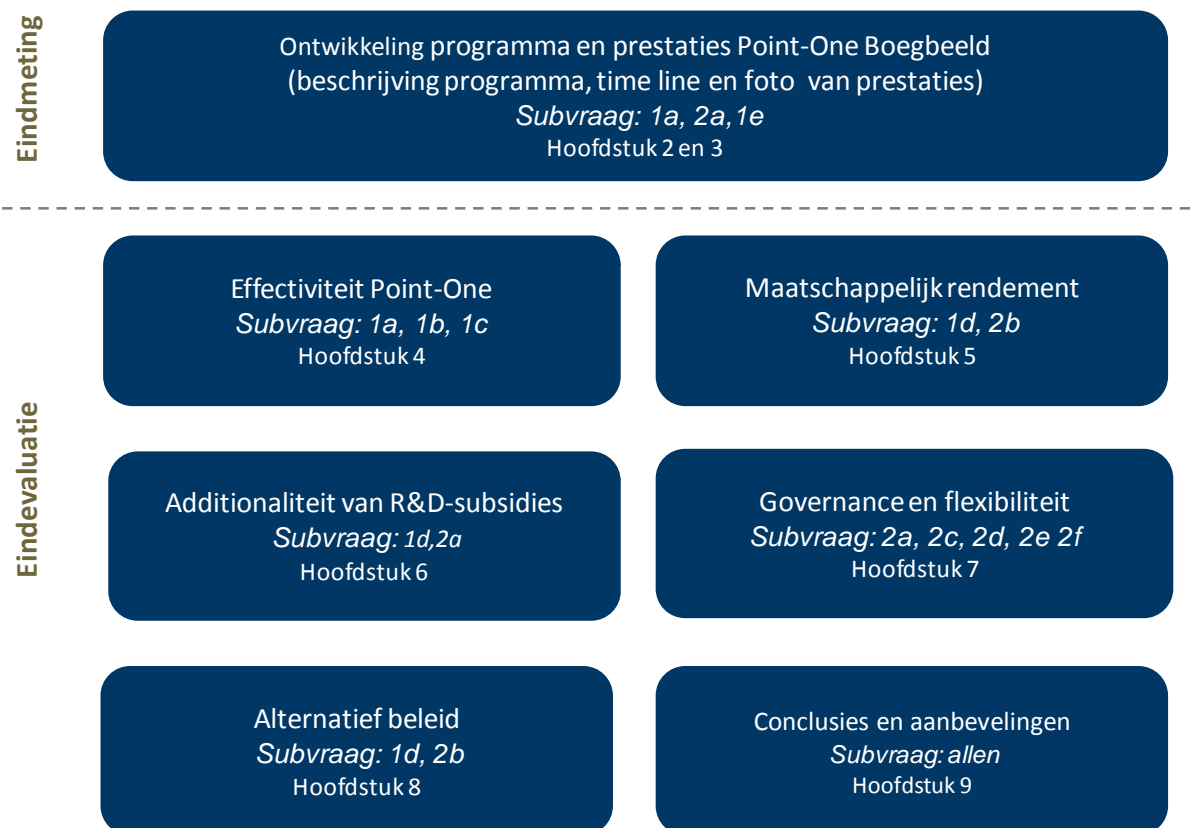 Eindmeting
Ontwikkeling programma en prestaties Point-One Boegbeeld
(beschrijving programma, time line en foto van prestaties)
Subvraag: 1a, 2a,1e
Hoofdstuk 2 en 3
Eindevaluatie
Effectiviteit Point-One
Subvraag: 1a, 1b, 1c
Hoofdstuk 4
Maatschappelijk rendement
Subvraag: 1d, 2b
Hoofdstuk 5
Additionaliteit van R&D-subsidies
Subvraag: 1d,2a
Hoofdstuk 6
Governance en flexibiliteit
Subvraag: 2a, 2c, 2d, 2e 2f
Hoofdstuk 7
Alternatief beleid
Subvraag: 1d, 2b
Hoofdstuk 8
Conclusies en aanbevelingen
Subvraag: allen
Hoofdstuk 9